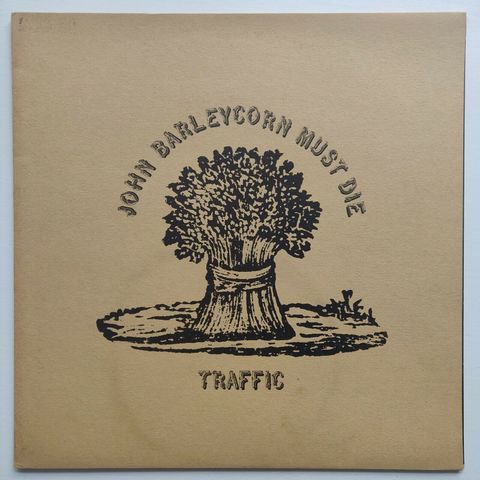 JOHN BARLEYCORN MUST DIE
TRAFFIC